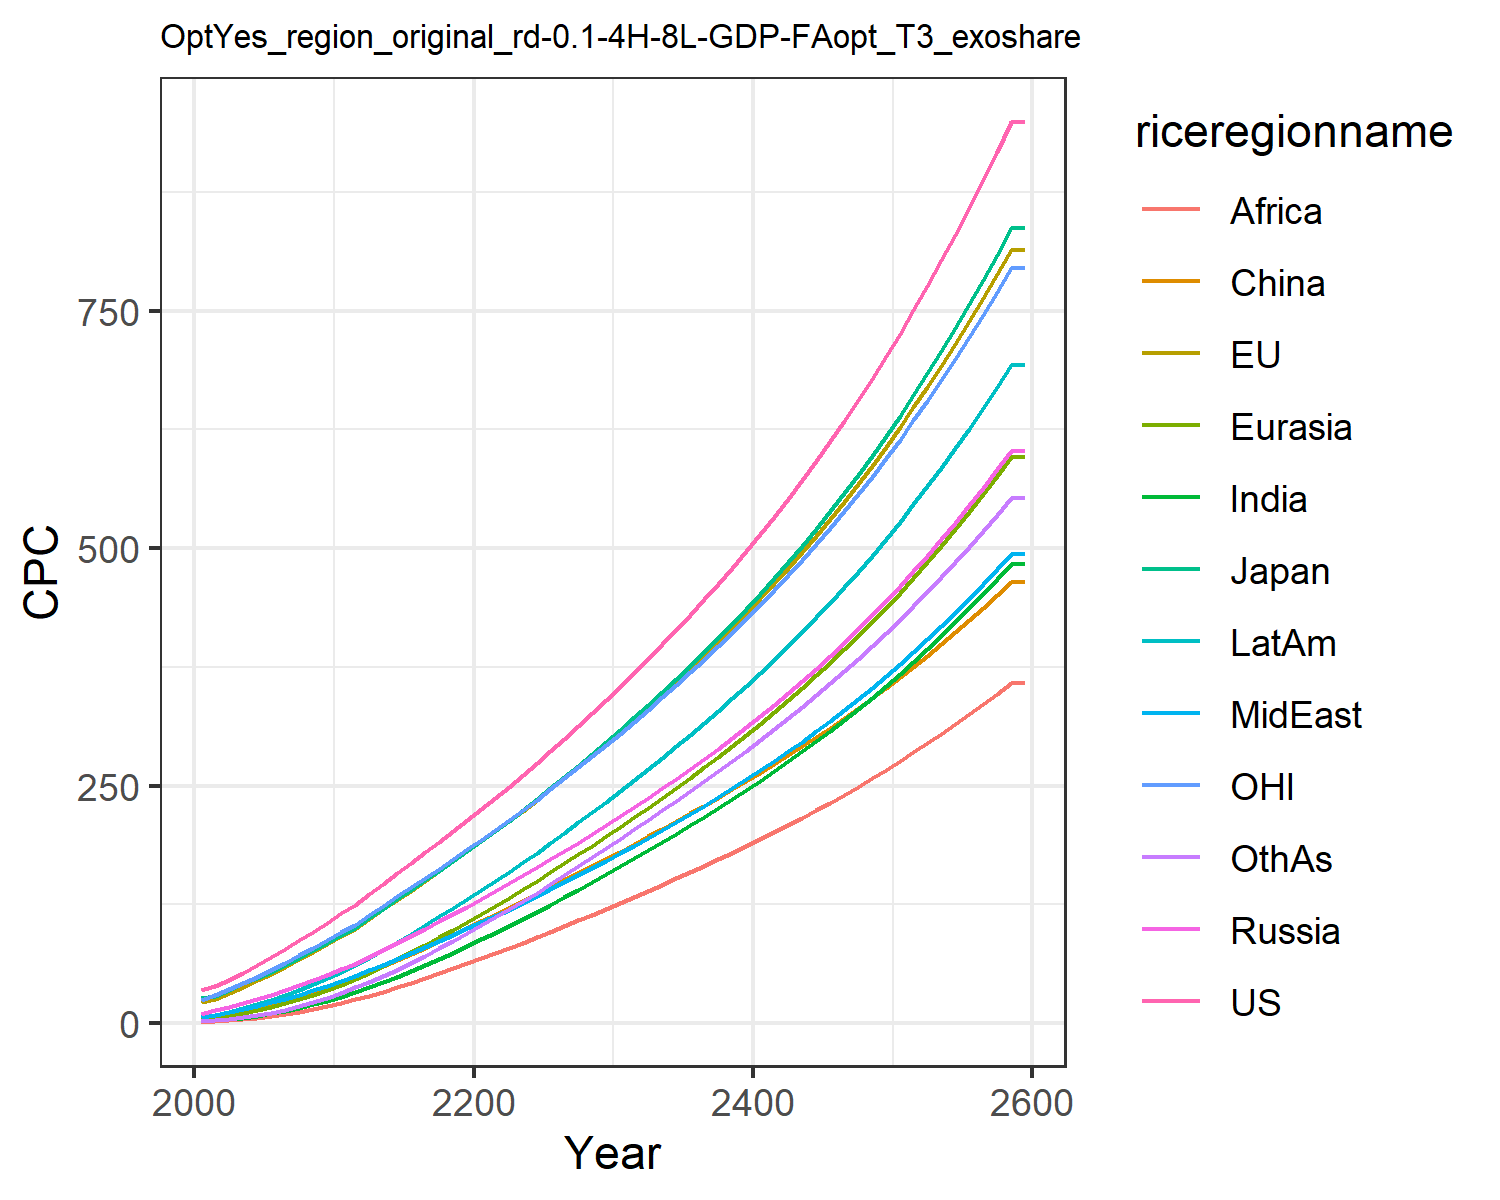 OptYes_region_original_rd-0.1-4H-8L-GDP-FAopt_T3_exoshare
riceregionname
Africa
China
EU
Eurasia
India
Japan
LatAm
MidEast
OHI
OthAs
Russia
US
CPC
750
500
250
0
2000 2200 2400 2600
Year